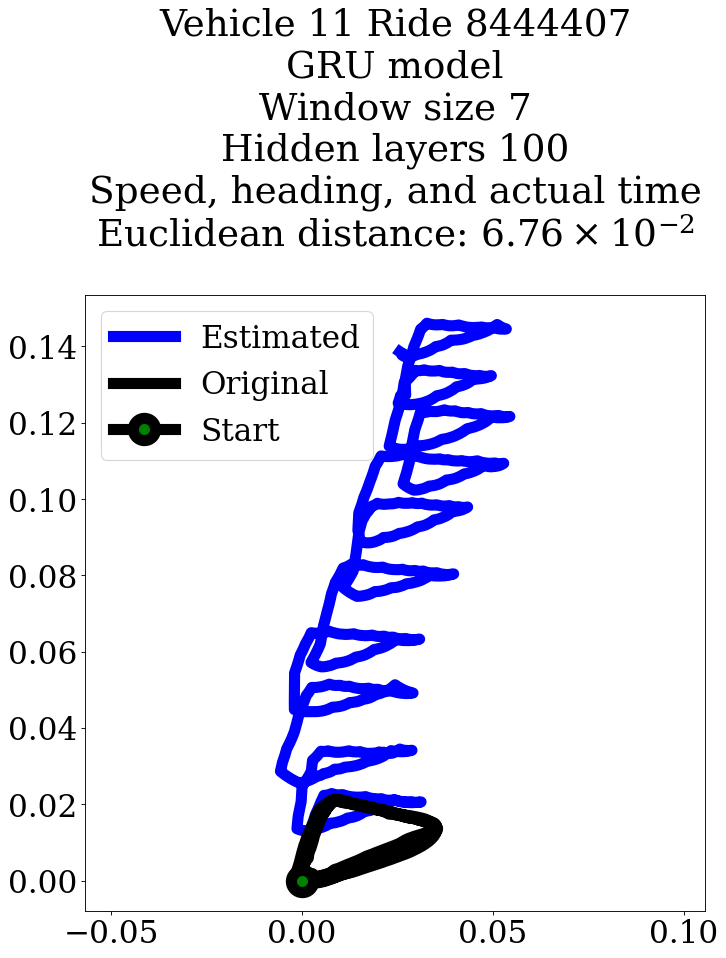 Vehicle 11 Ride 8444407
GRU model
Window size 7
Hidden layers 100
Speed, heading, and actual time
Euclidean distance: 6.76 × 10⁻²
Estimated
Original
Start
0.14
0.12
0.10
0.08
0.06
0.04
0.02
0.00
−0.05 0.00 0.05 0.10